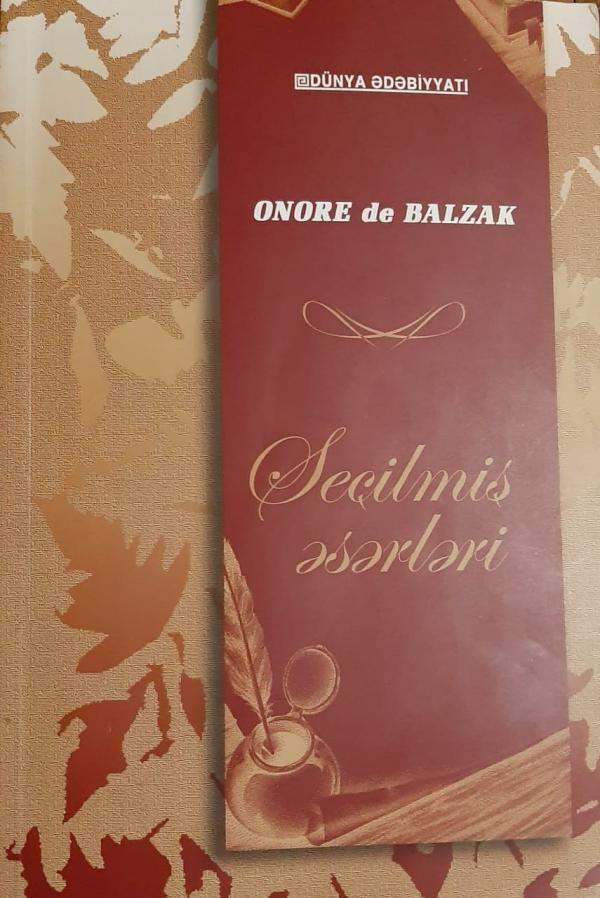 DÜNYA ƏDƏBİYYATI
ONORE de BALZAK
Seçilmiş
əsərləri